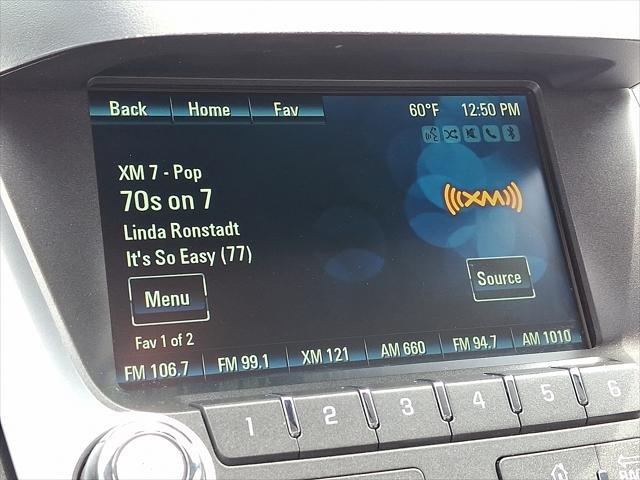 Back Home Fav 60°F 12:50 PM
XM 7 - Pop
70s on 7
((( XM )))
Linda Ronstadt
It's So Easy (77)
Menu Source
Fav 1 of 2
FM 106.7 FM 99.1 XM 121 AM 660 FM 94.7 AM 1010
1 2 3 4 5 6